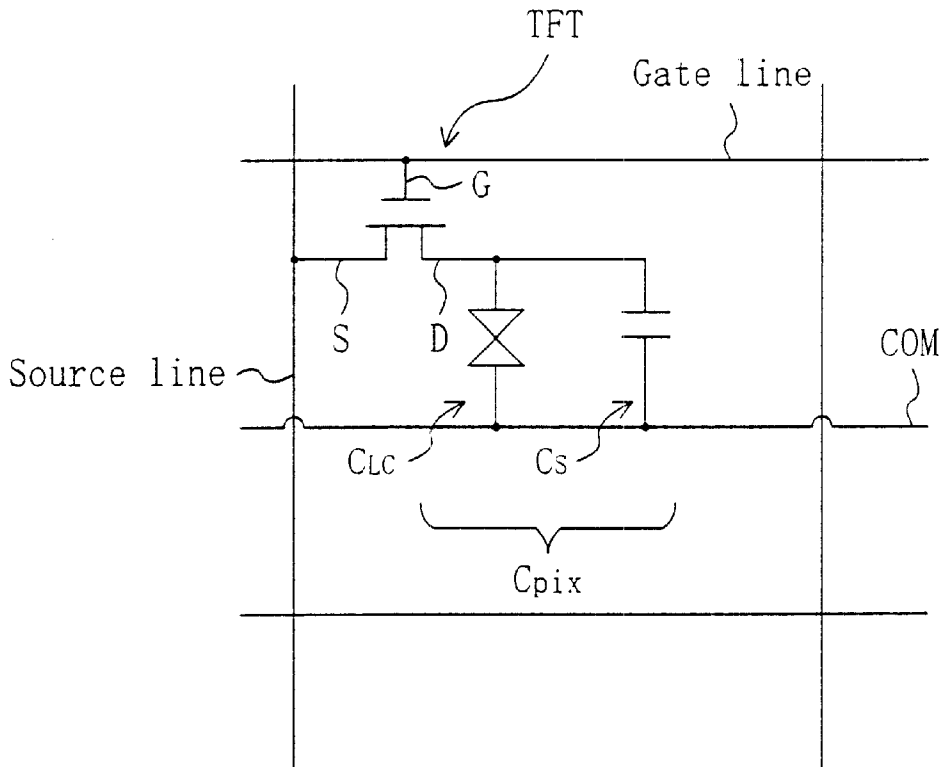 TFT
Gate line
G
S
D
COM
Source line
CLC
CS
Cpix